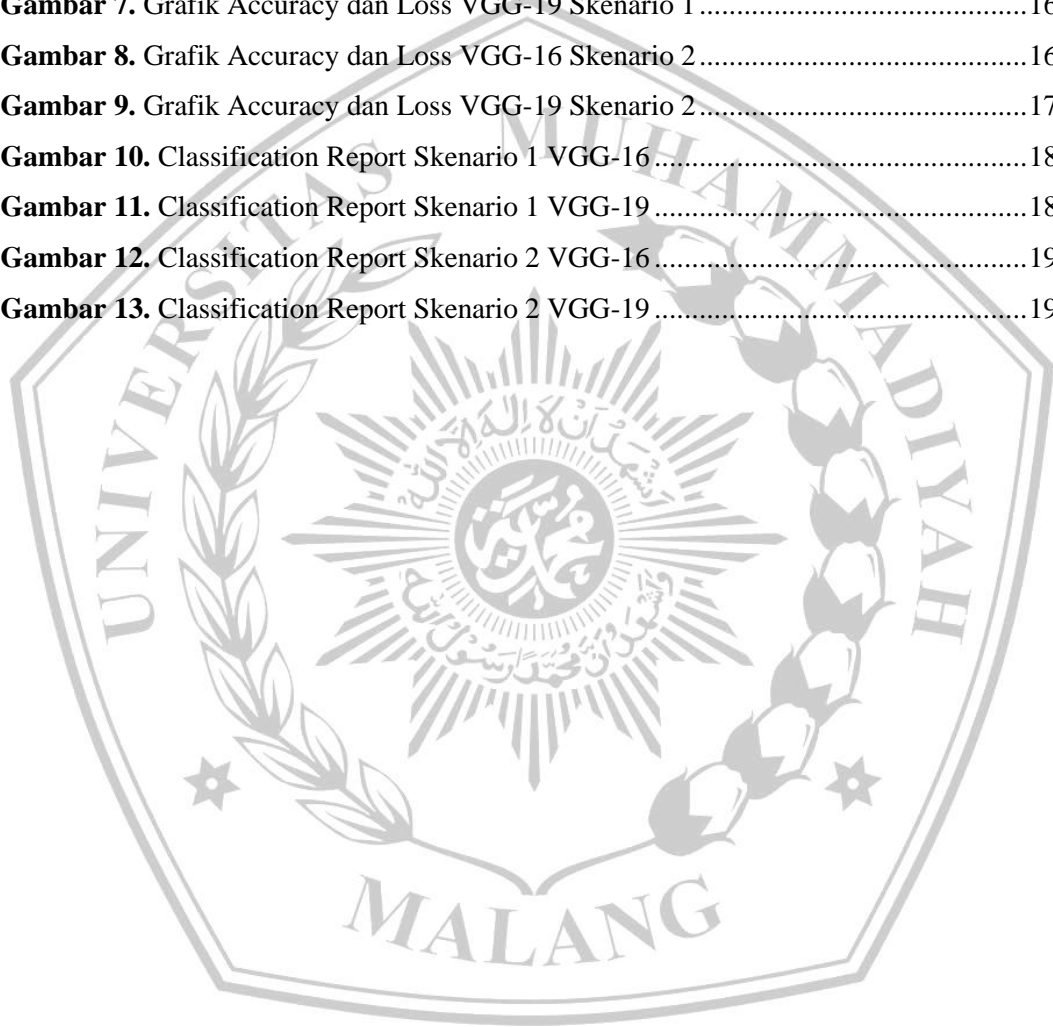 Gambar 7. Grafik Accuracy dan Loss VGG-19 Skenario 1.......................................................16
Gambar 8. Grafik Accuracy dan Loss VGG-16 Skenario 2.......................................................16
Gambar 9. Grafik Accuracy dan Loss VGG-19 Skenario 2.......................................................17
Gambar 10. Classification Report Skenario 1 VGG-16..............................................................18
Gambar 11. Classification Report Skenario 1 VGG-19..............................................................18
Gambar 12. Classification Report Skenario 2 VGG-16..............................................................19
Gambar 13. Classification Report Skenario 2 VGG-19..............................................................19
UNIVERSITAS MUHAMMADIYAH
MALANG